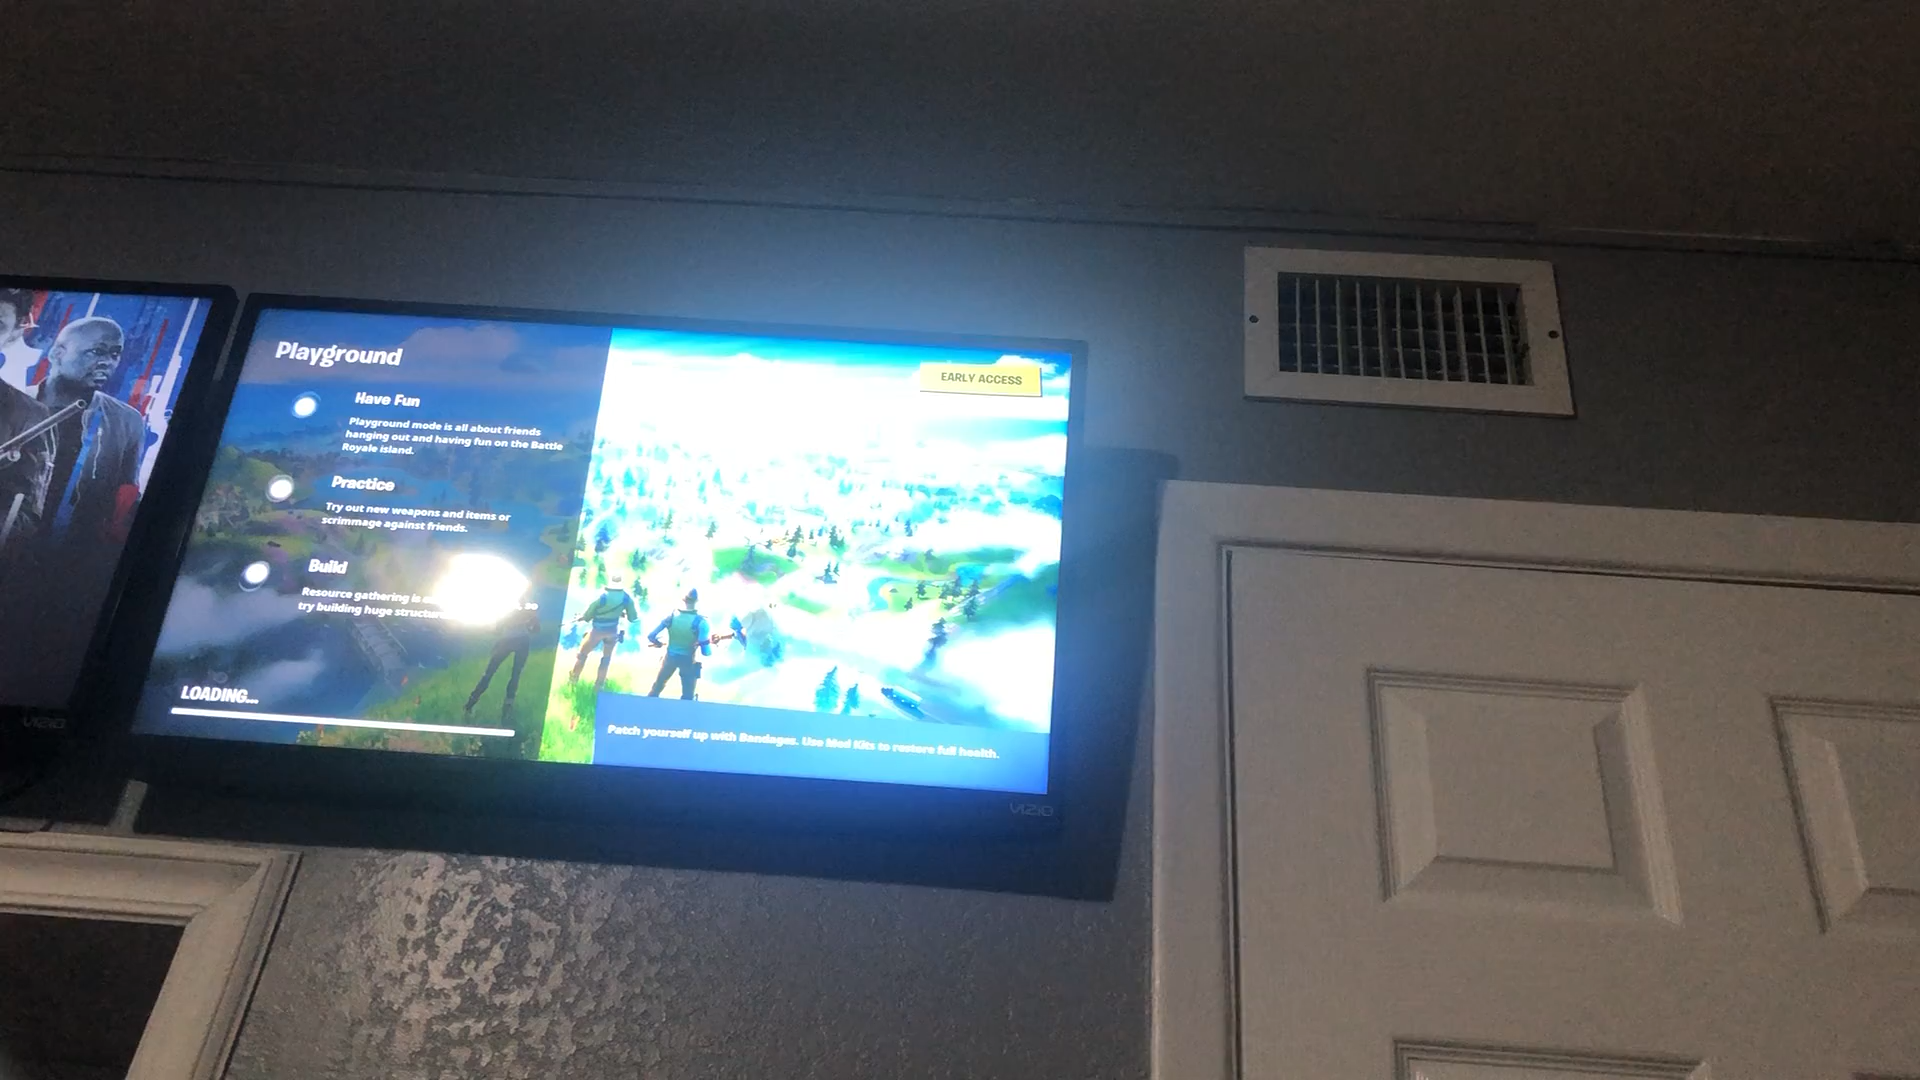 Playground
EARLY ACCESS
Have Fun
Playground mode is all about friends
hanging out and having fun on the Battle
Royale island.
Practice
Try out new weapons and items or
scrimmage against friends.
Build
Resource gathering is
so
try building huge
LOADING...
Patch yourself up with Bandages. Use Med Kits to restore full health.
VIZIO
VIZIO